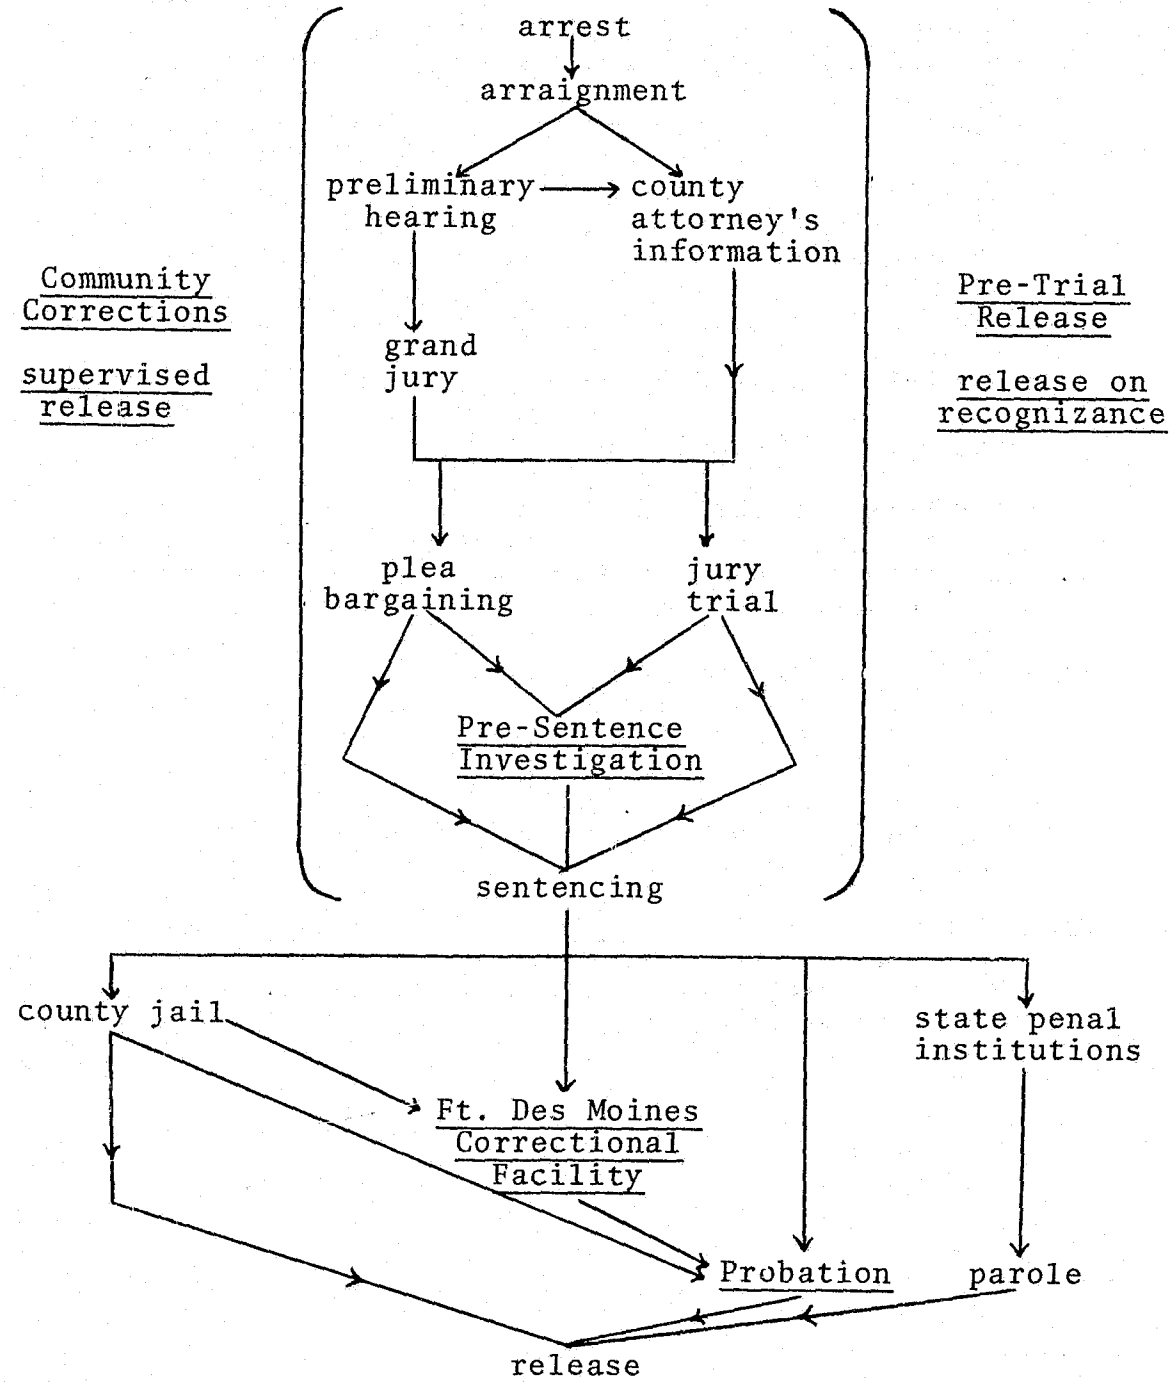 arrest
arraignment
preliminary
hearing
county
attorney's
information
Community
Corrections
supervised
release
Pre-Trial
Release
release on
recognizance
grand
jury
plea
bargaining
jury
trial
Pre-Sentence
Investigation
sentencing
county jail
state penal
institutions
Ft. Des Moines
Correctional
Facility
Probation
parole
release